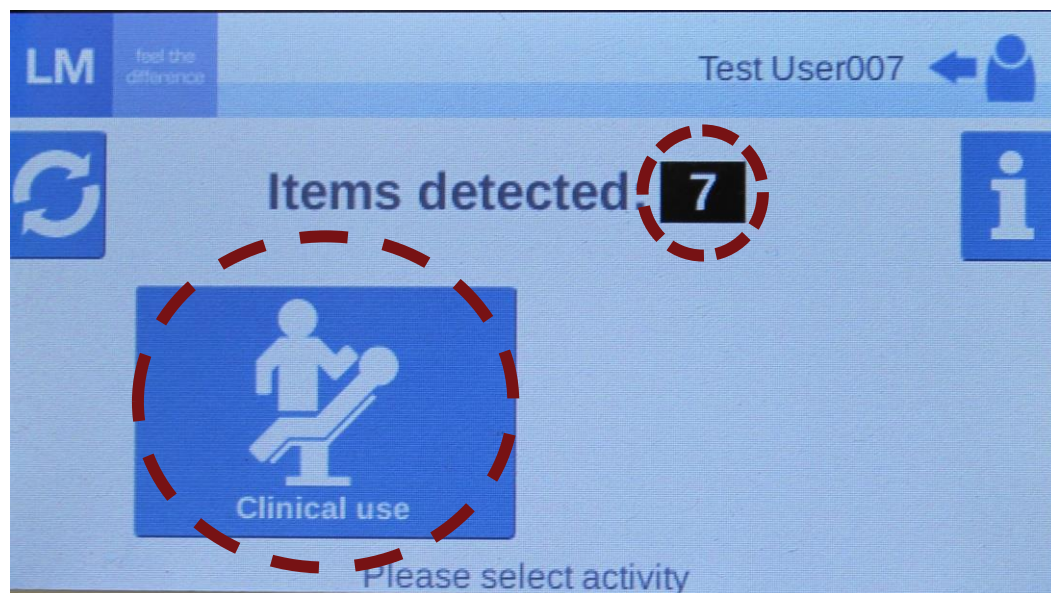 LM
feel the
difference
Test User007
Items detected: 7
Clinical use
Please select activity